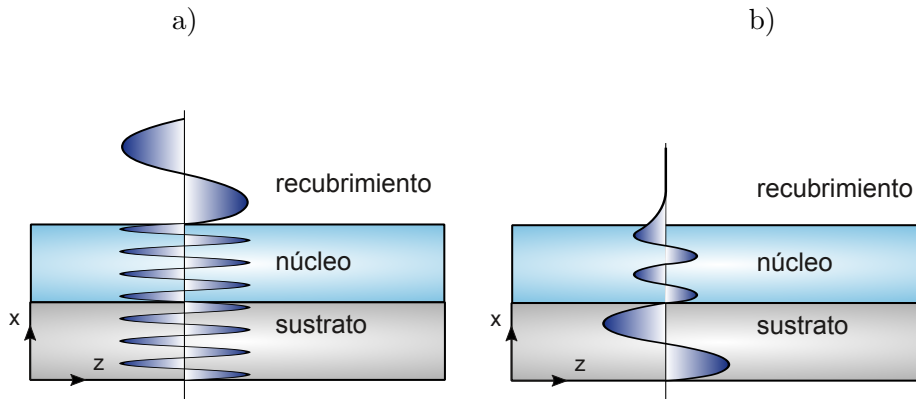 a)
recubrimiento
núcleo
sustrato
x
z
b)
recubrimiento
núcleo
sustrato
x
z